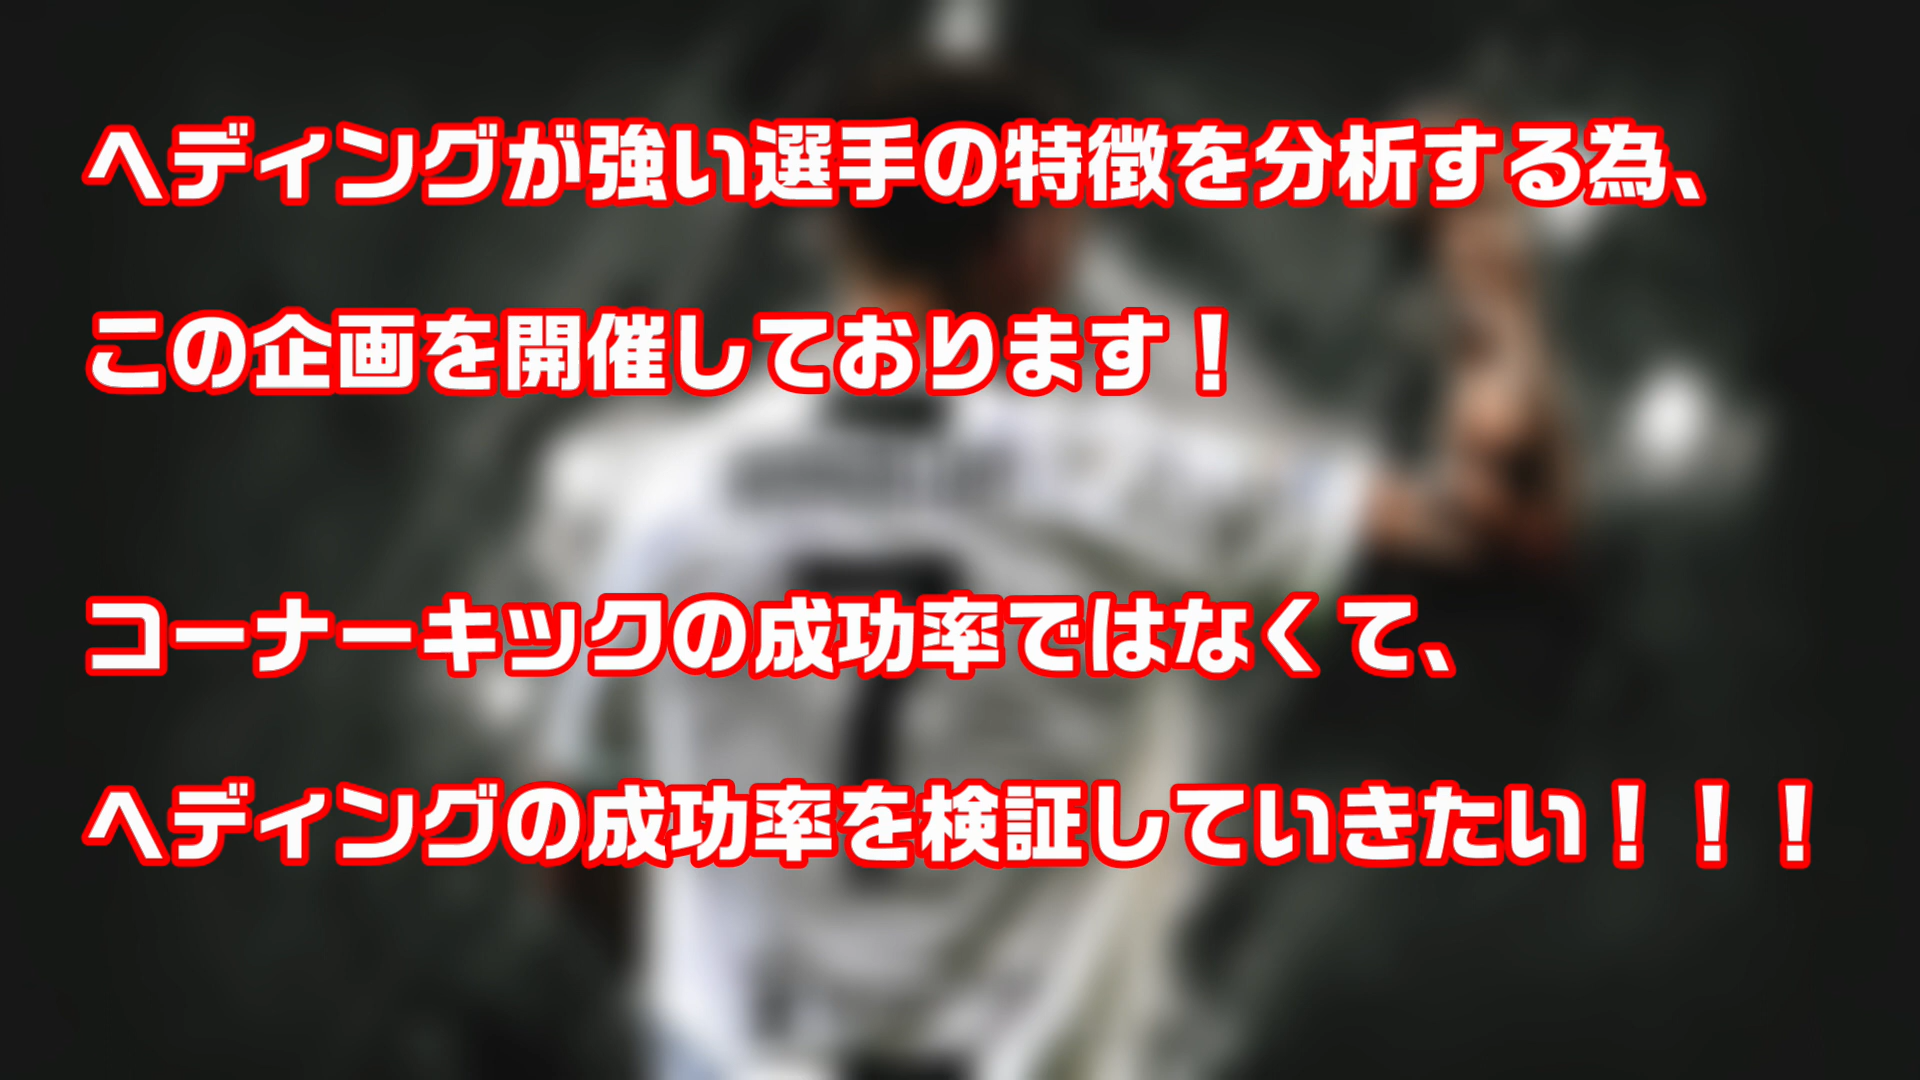 ヘディングが強い選手の特徴を分析する為、
この企画を開催しております！
コーナーキックの成功率ではなくて、
ヘディングの成功率を検証していきたい！！！
7